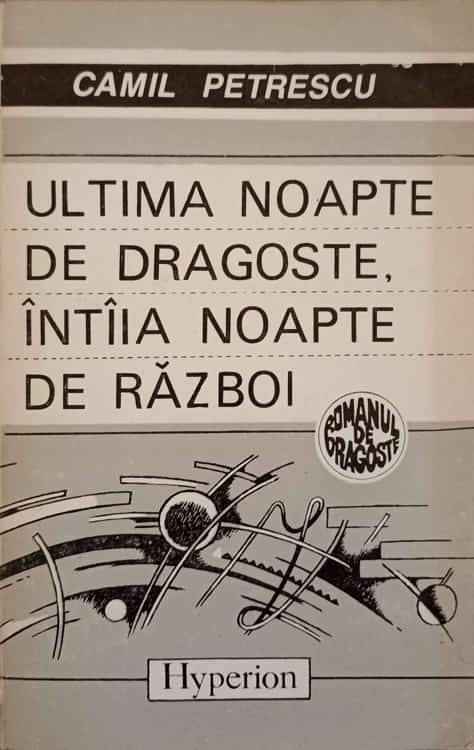 CAMIL PETRESCU
ULTIMA NOAPTE
DE DRAGOSTE,
ÎNTÎIA NOAPTE
DE RĂZBOI
ROMANUL
DE
DRAGOSTE
Hyperion